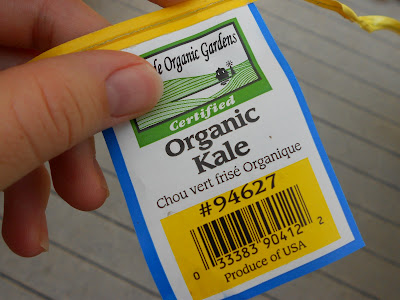 Organic Gardens
Certified
Organic
Kale
Chou vert frisé Organique
#94627
0 33383 90412 2
Produce of USA